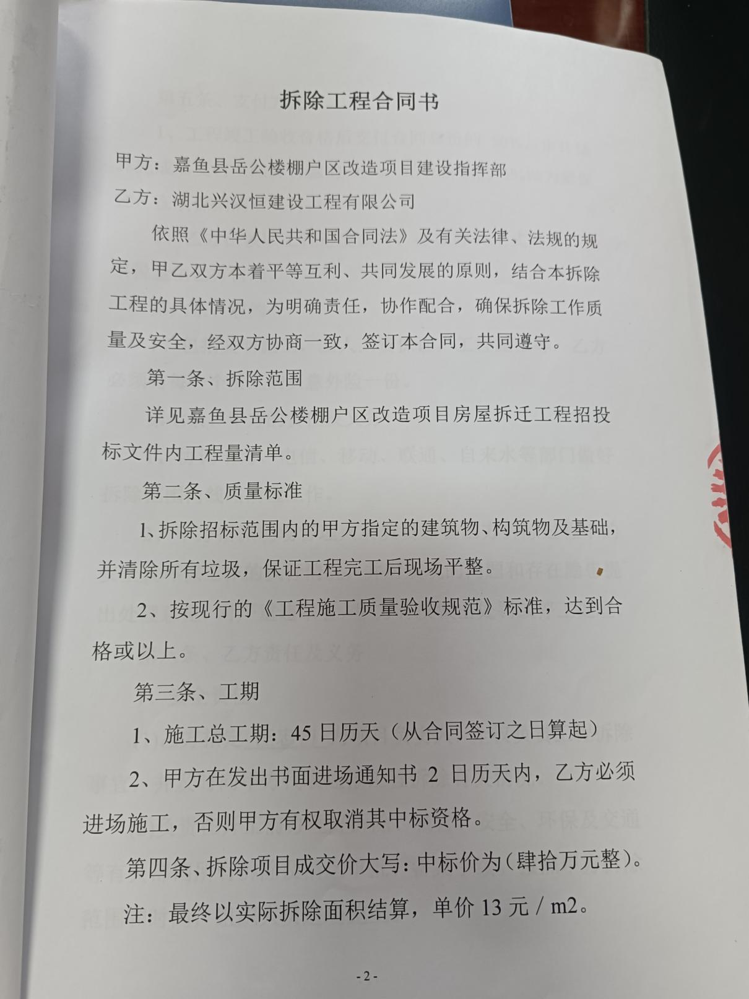 拆除工程合同书
甲方：嘉鱼县岳公楼棚户区改造项目建设指挥部
乙方：湖北兴汉恒建设工程有限公司
依照《中华人民共和国合同法》及有关法律、法规的规
定，甲乙双方本着平等互利、共同发展的原则，结合本拆除
工程的具体情况，为明确责任，协作配合，确保拆除工作质
量及安全，经双方协商一致，签订本合同，共同遵守。
第一条、拆除范围
详见嘉鱼县岳公楼棚户区改造项目房屋拆迁工程招投
标文件内工程量清单。
第二条、质量标准
1、拆除招标范围内的甲方指定的建筑物、构筑物及基础，
并清除所有垃圾，保证工程完工后现场平整。
2、按现行的《工程施工质量验收规范》标准，达到合
格或以上。
第三条、工期
1、施工总工期：45日历天（从合同签订之日算起）
2、甲方在发出书面进场通知书 2 日历天内，乙方必须
进场施工，否则甲方有权取消其中标资格。
第四条、拆除项目成交价大写：中标价为（肆拾万元整）。
注：最终以实际拆除面积结算，单价13元／m2。
- 2 -